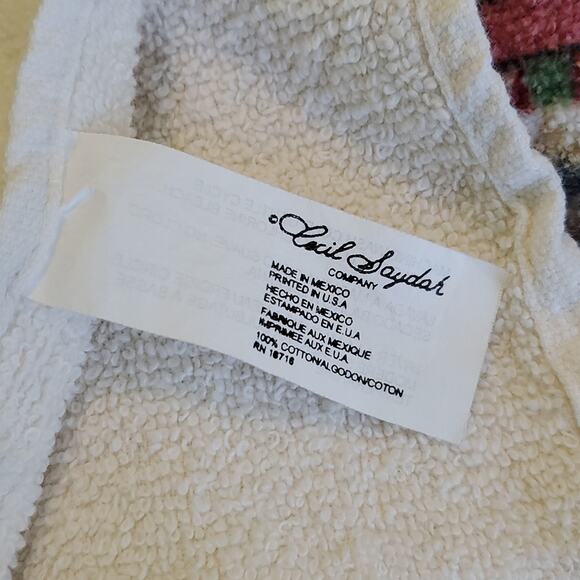 © Cecil Saydah
COMPANY
MADE IN MEXICO
PRINTED IN U.S.A
HECHO EN MEXICO
ESTAMPADO EN E.U.A
FABRIQUE AUX MEXIQUE
IMPRIMEE AUX E.U.A
100% COTTON/ALGODON/COTON
RN 16716